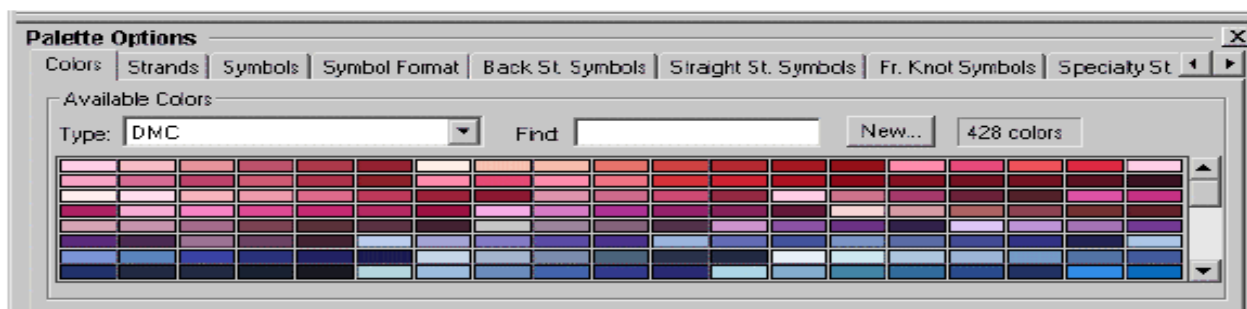 Palette Options
Colors Strands Symbols Symbol Format Back St. Symbols Straight St. Symbols Fr. Knot Symbols Specialty St
Available Colors
Type: DMC Find: New... 428 colors